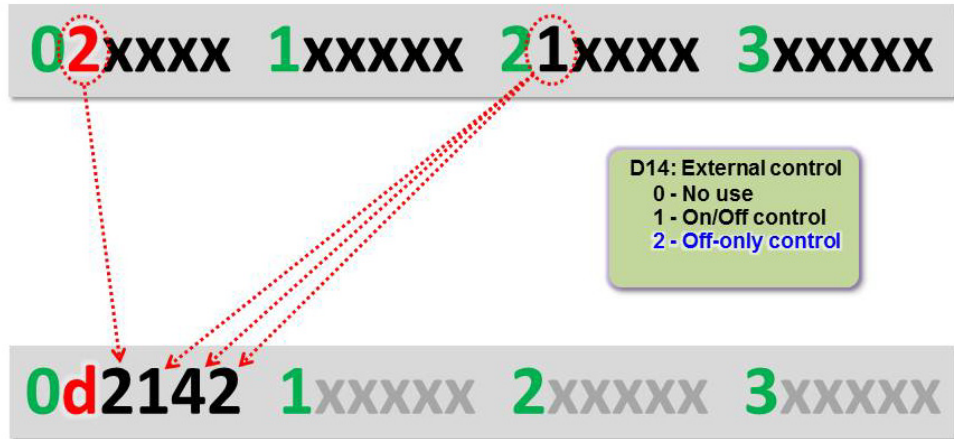 02xxxx 1xxxxx 21xxxx 3xxxxx
D14: External control
0 - No use
1 - On/Off control
2 - Off-only control
0d2142 1xxxxx 2xxxxx 3xxxxx